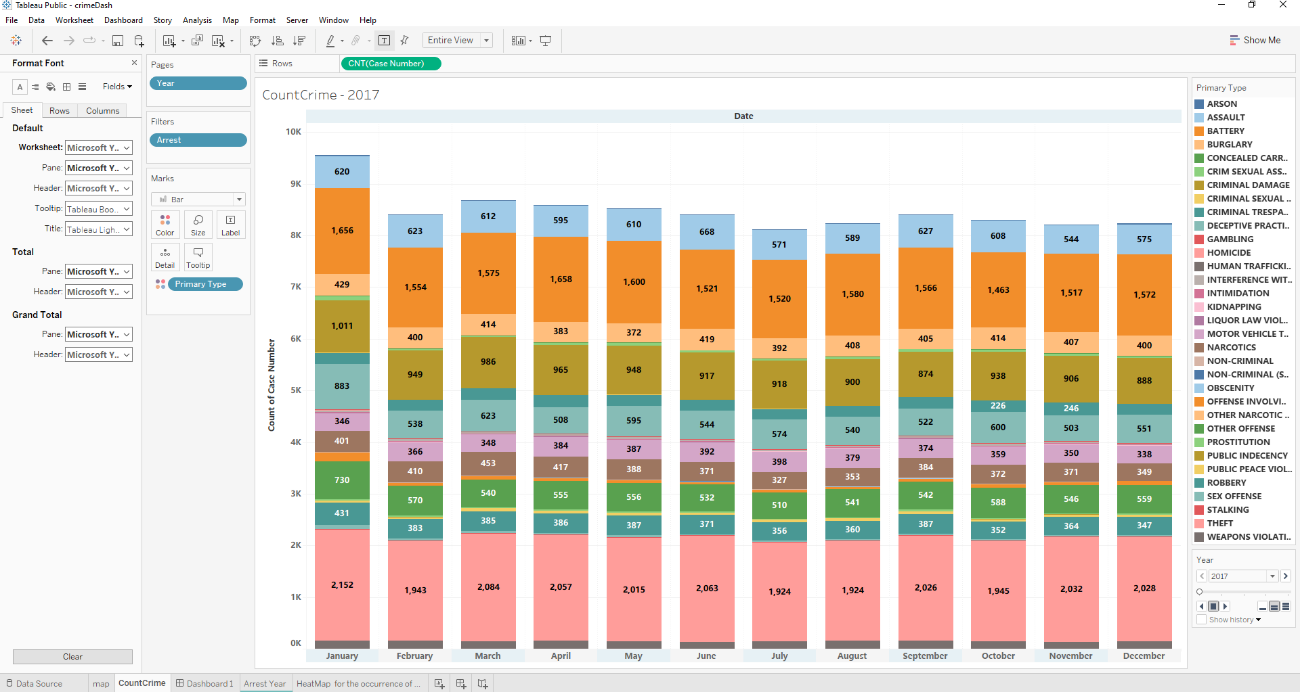 Tableau Public - crimeDash
File Data Worksheet Dashboard Story Analysis Map Format Server Window Help
Entire View
Show Me
Format Font
Fields
Sheet Rows Columns
Default
Worksheet: Microsoft Y..
Pane: Microsoft Y..
Header: Microsoft Y..
Tooltip: Tableau Boo..
Title: Tableau Ligh..
Total
Pane: Microsoft Y..
Header: Microsoft Y..
Grand Total
Pane: Microsoft Y..
Header: Microsoft Y..
Clear
Pages
Year
Filters
Arrest
Marks
Bar
Color Size Label
Detail Tooltip
Primary Type
Rows
CNT(Case Number)
CountCrime - 2017
Date
Count of Case Number
10K
9K
8K
7K
6K
5K
4K
3K
2K
1K
0K
620 623 612 595 610 668 571 589 627 608 544 575
1,656 1,554 1,575 1,658 1,600 1,521 1,520 1,580 1,566 1,463 1,517 1,572
429 400 414 383 372 419 392 408 405 414 407 400
1,011 949 986 965 948 917 918 900 874 938 906 888
226 246
883 538 623 508 595 544 574 540 522 600 503 551
346 366 348 384 387 392 398 379 374 359 350 338
401 410 453 417 388 371 327 353 384 372 371 349
730 570 540 555 556 532 510 541 542 588 546 559
431 383 385 386 387 371 356 360 387 352 364 347
2,152 1,943 2,084 2,057 2,015 2,063 1,924 1,924 2,026 1,945 2,032 2,028
January February March April May June July August September October November December
Primary Type
ARSON
ASSAULT
BATTERY
BURGLARY
CONCEALED CARR..
CRIM SEXUAL ASS..
CRIMINAL DAMAGE
CRIMINAL SEXUAL ..
CRIMINAL TRESPA..
DECEPTIVE PRACTI..
GAMBLING
HOMICIDE
HUMAN TRAFFICKI..
INTERFERENCE WIT..
INTIMIDATION
KIDNAPPING
LIQUOR LAW VIOL..
MOTOR VEHICLE T..
NARCOTICS
NON-CRIMINAL
NON-CRIMINAL (S..
OBSCENITY
OFFENSE INVOLVI..
OTHER NARCOTIC ..
OTHER OFFENSE
PROSTITUTION
PUBLIC INDECENCY
PUBLIC PEACE VIOL..
ROBBERY
SEX OFFENSE
STALKING
THEFT
WEAPONS VIOLATI..
Year
2017
Show history
Data Source map CountCrime Dashboard 1 Arrest Year HeatMap for the occurrence of ...